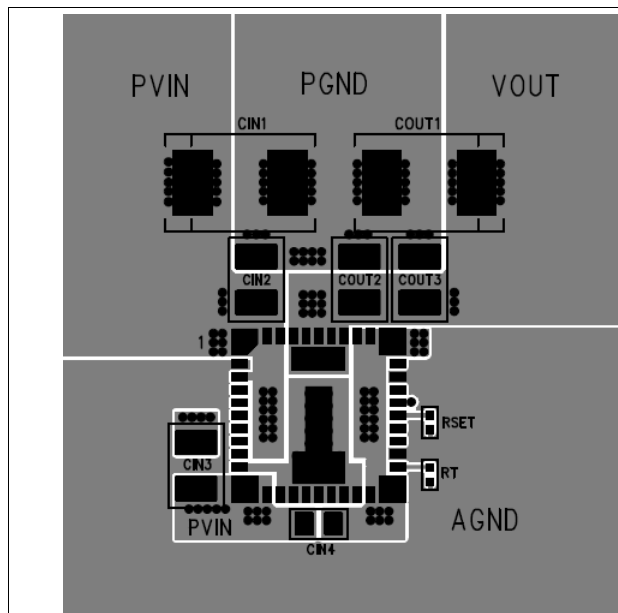 PVIN
PGND
VOUT
CIN1
COUT1
CIN2
COUT2
COUT3
1
RSET
CIN3
RT
PVIN
AGND
CIN4